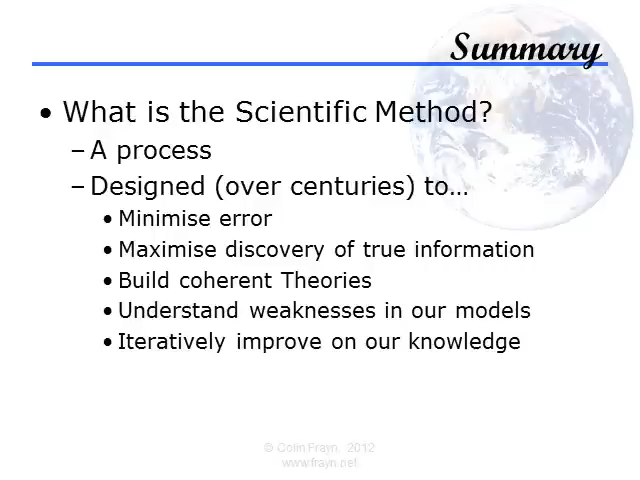 Summary
• What is the Scientific Method?
– A process
– Designed (over centuries) to…
• Minimise error
• Maximise discovery of true information
• Build coherent Theories
• Understand weaknesses in our models
• Iteratively improve on our knowledge
© Colin Frayn, 2012
www.frayn.net